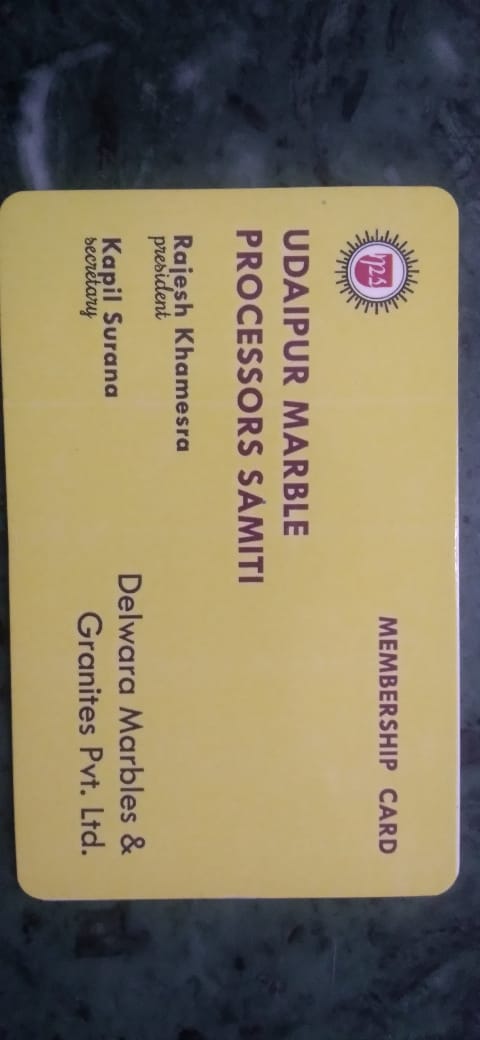 MEMBERSHIP CARD
UDAIPUR MARBLE
PROCESSORS SAMITI
Rajesh Khamesra
president
Kapil Surana
secretary
Delwara Marbles &
Granites Pvt. Ltd.